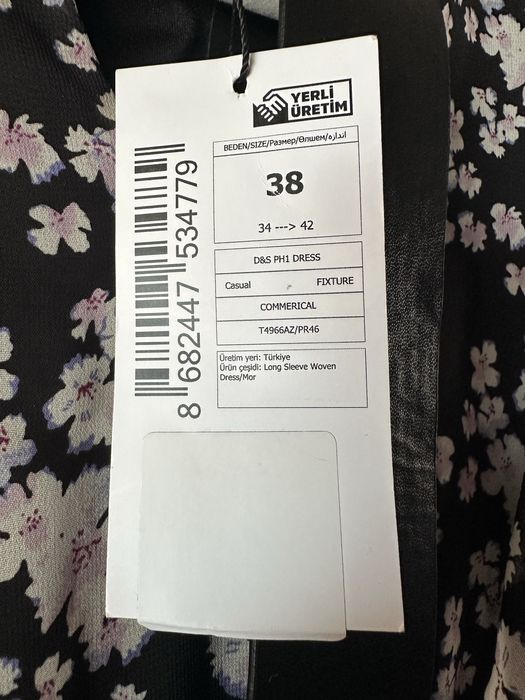 YERLİ
ÜRETİM
BEDEN/SIZE/Размер/Өлшем/اندازه
38
34 ---> 42
D&S PH1 DRESS
Casual FIXTURE
COMMERICAL
T4966AZ/PR46
Üretim yeri: Türkiye
Ürün çeşidi: Long Sleeve Woven
Dress/Mor
8 682447 534779